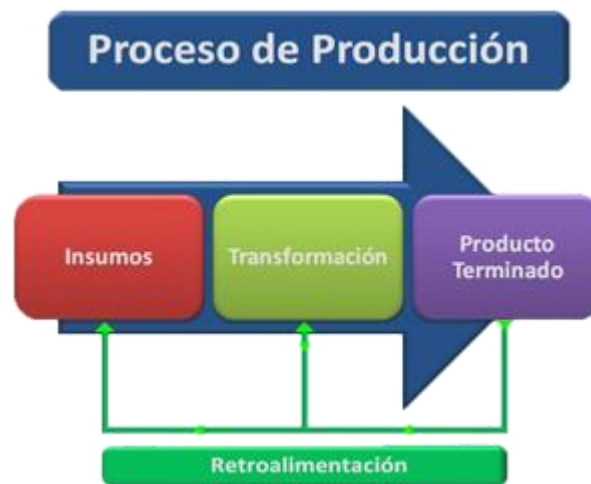 Proceso de Producción
Insumos
Transformación
Producto
Terminado
Retroalimentación